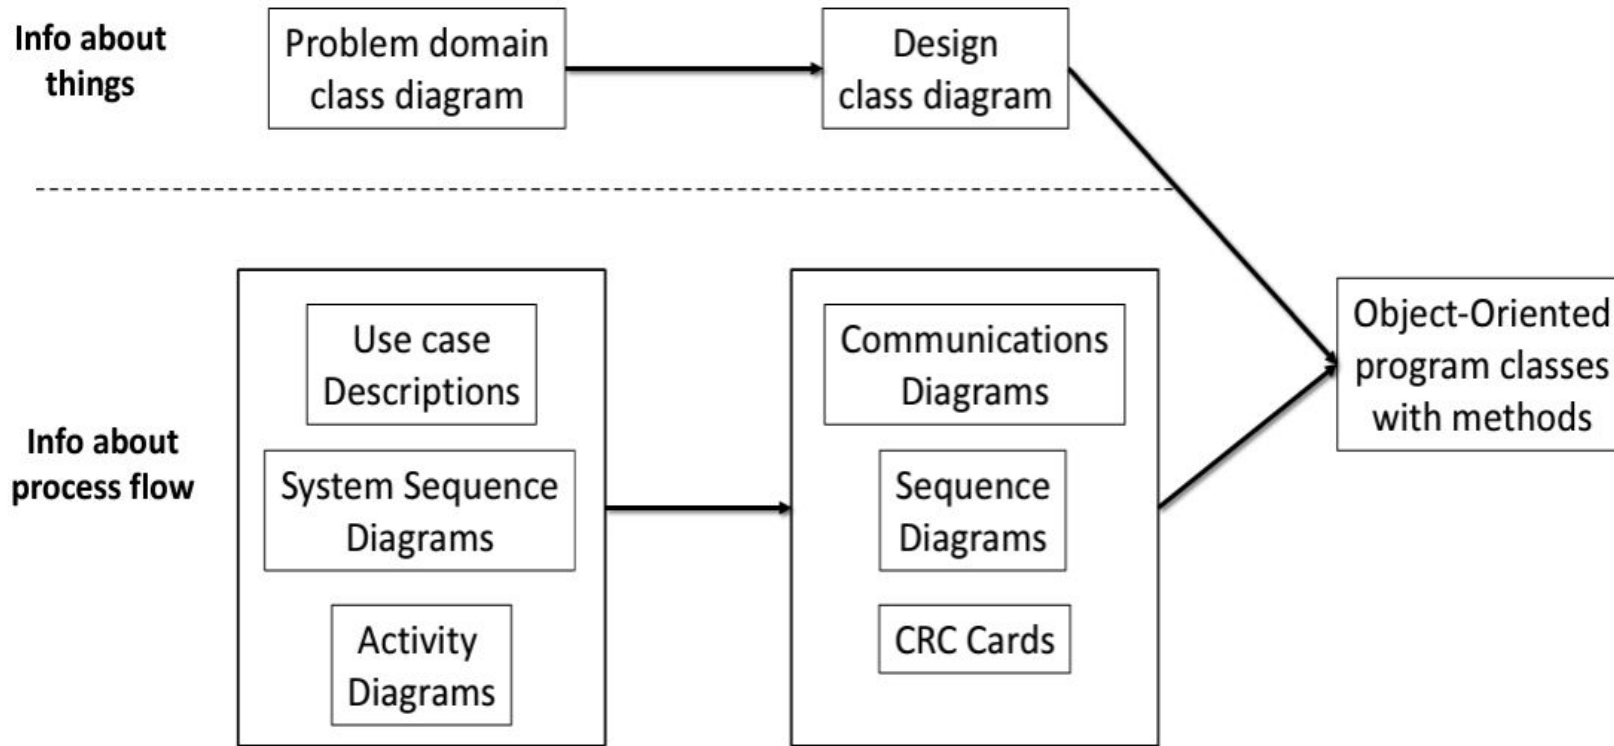 Info about
things
Problem domain
class diagram
Design
class diagram
Info about
process flow
Use case
Descriptions
System Sequence
Diagrams
Activity
Diagrams
Communications
Diagrams
Sequence
Diagrams
CRC Cards
Object-Oriented
program classes
with methods